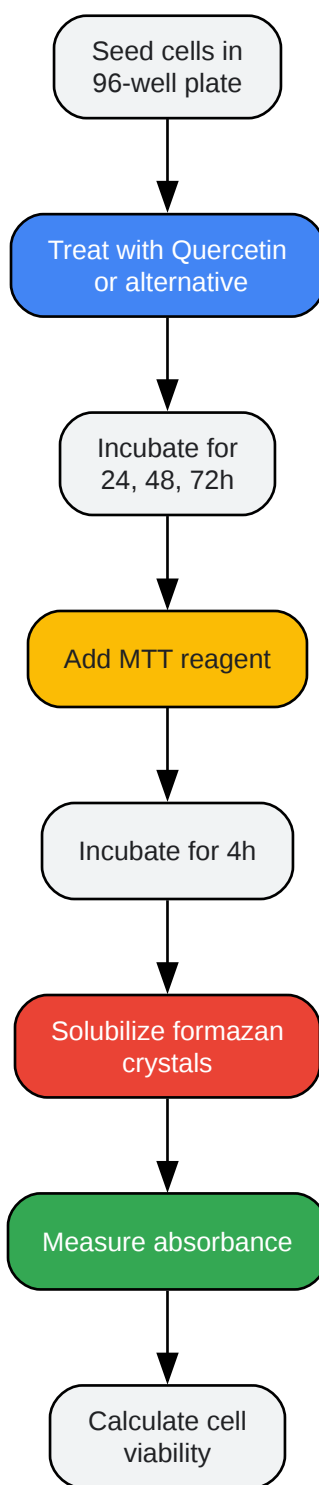 Seed cells in
96-well plate
Treat with Quercetin
or alternative
Incubate for
24, 48, 72h
Add MTT reagent
Incubate for 4h
Solubilize formazan
crystals
Measure absorbance
Calculate cell
viability